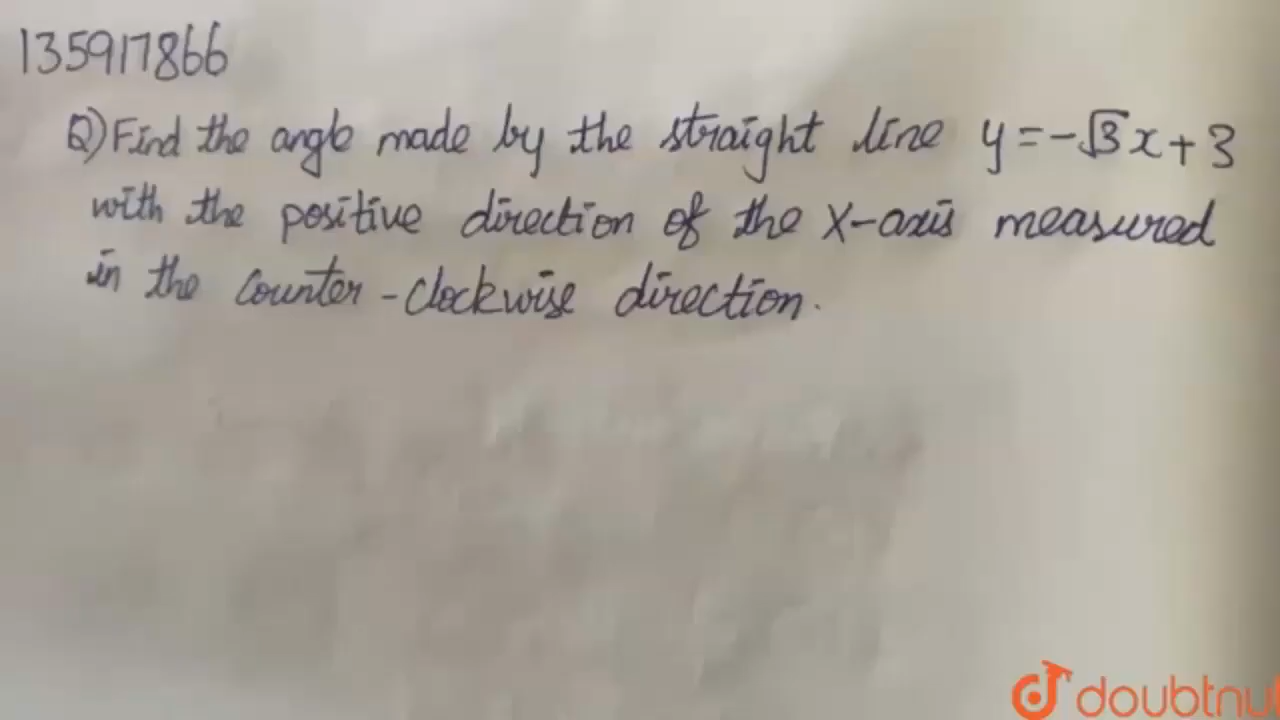 135917866
Q) Find the angle made by the straight line y = -√3x + 3
with the positive direction of the X-axis measured
in the counter-clockwise direction.
doubtnut